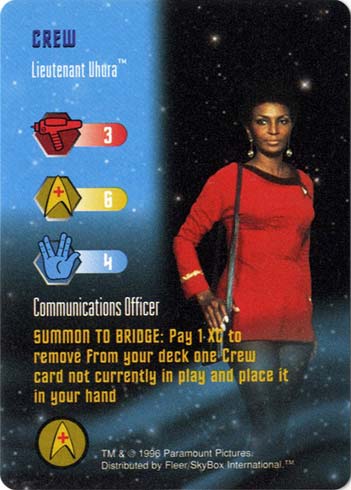 CREW
Lieutenant Uhura™
3
6
4
Communications Officer
SUMMON TO BRIDGE: Pay 1 XC to
remove from your deck one Crew
card not currently in play and place it
in your hand
TM & © 1996 Paramount Pictures.
Distributed by Fleer/SkyBox International.™